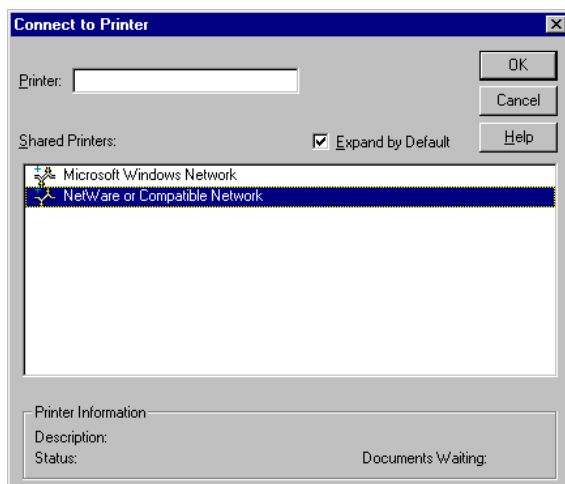 Connect to Printer
Printer:
OK
Cancel
Help
Shared Printers:
Expand by Default
Microsoft Windows Network
NetWare or Compatible Network
Printer Information
Description:
Status:
Documents Waiting: